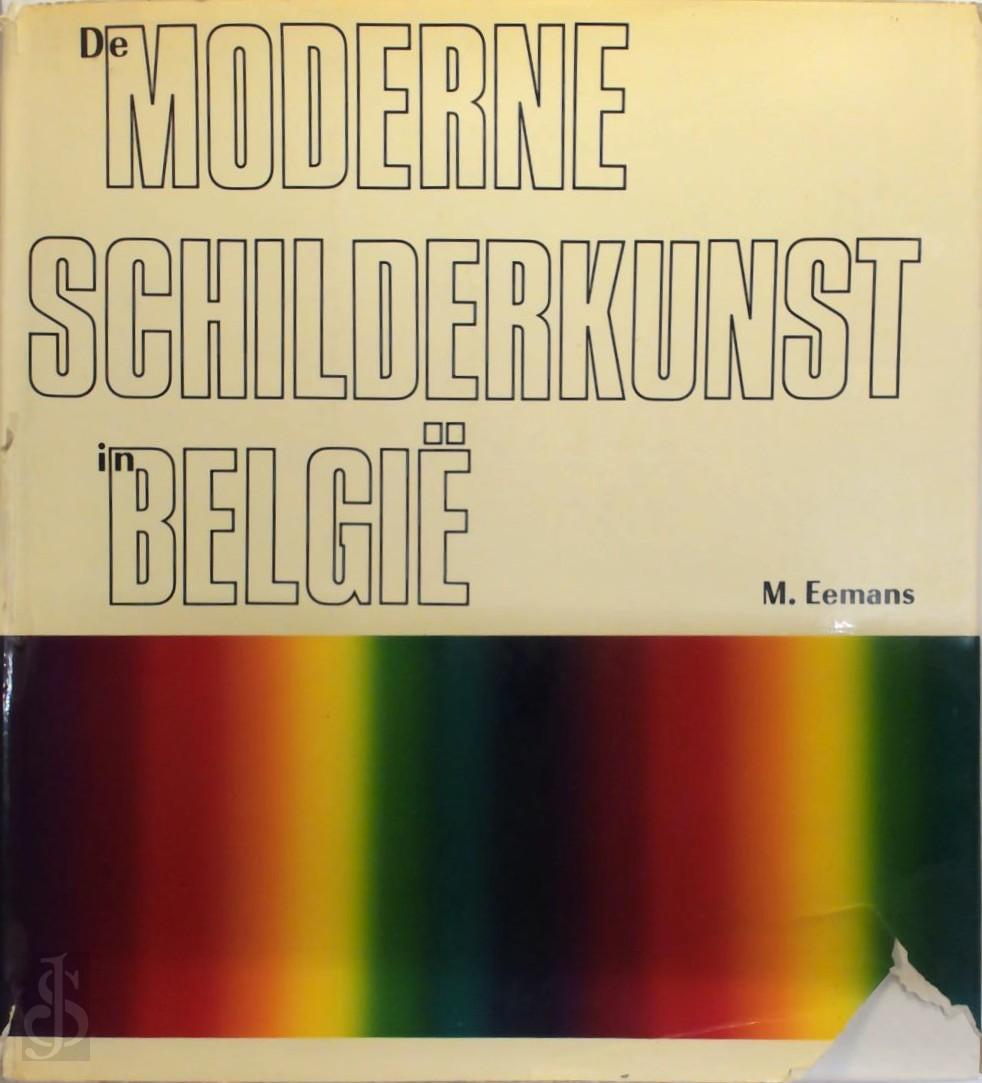 De MODERNE
SCHILDERKUNST
in BELGIË
M. Eemans